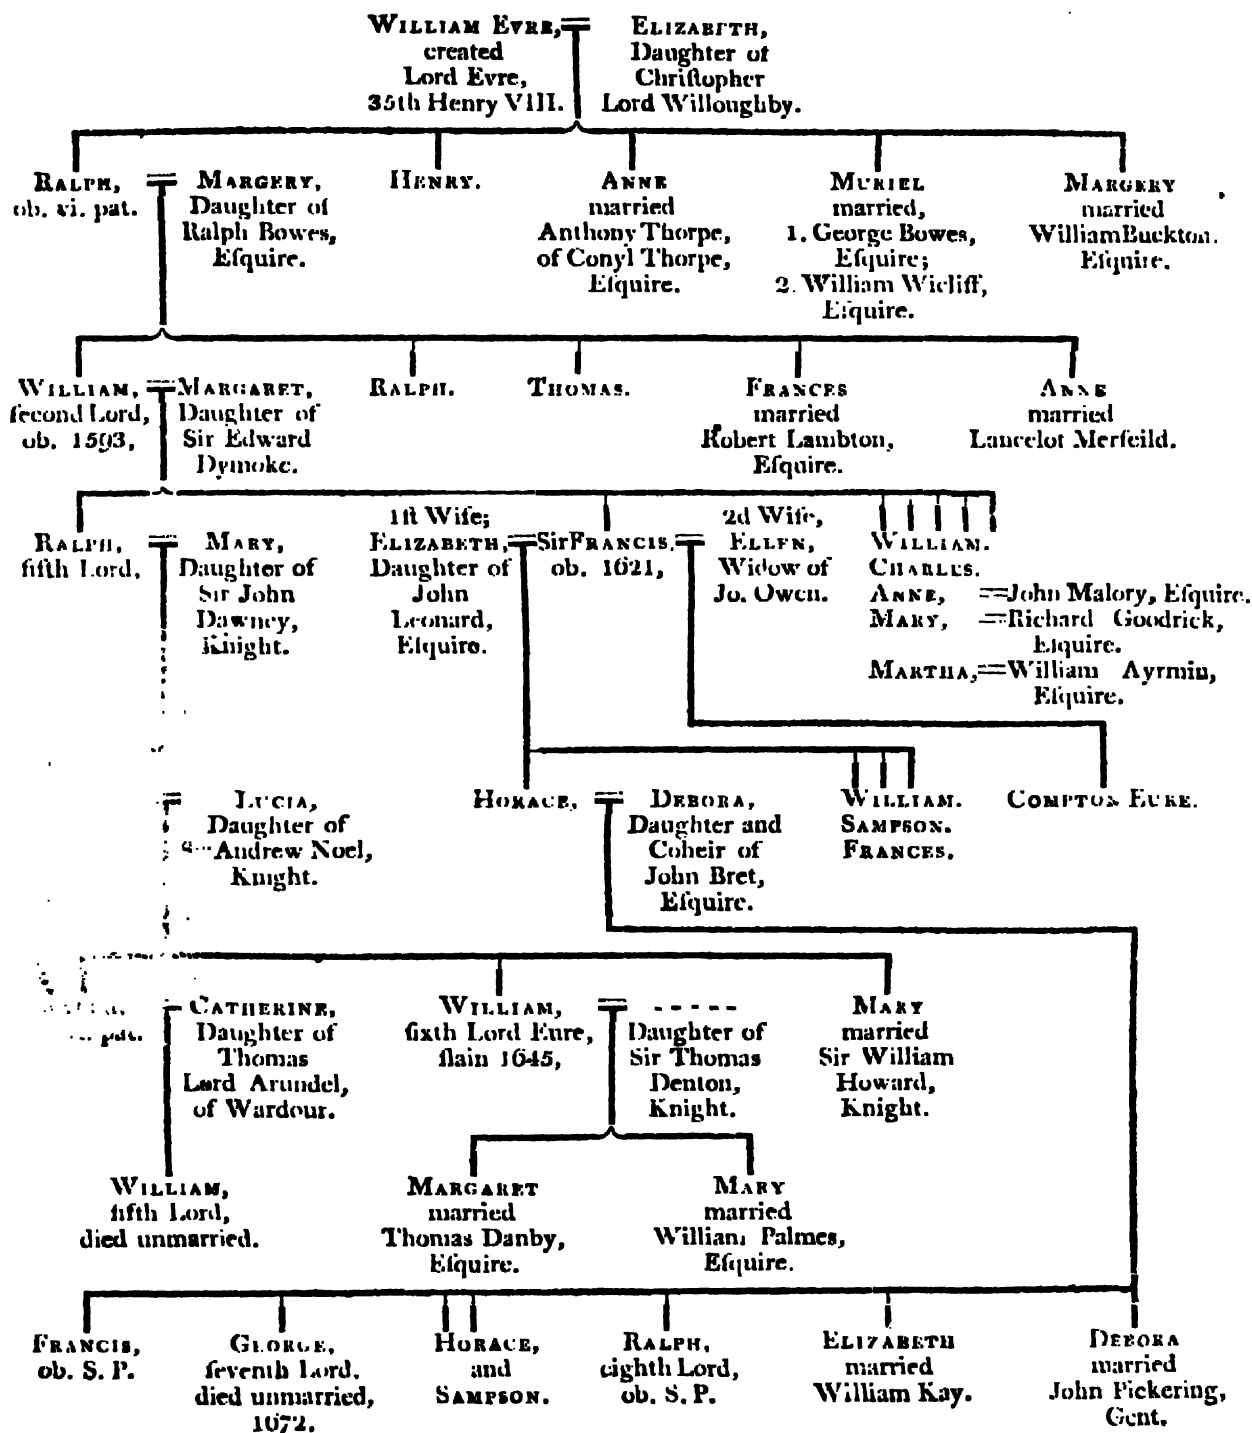 WILLIAM EVRE,
created
Lord Evre,
35th Henry VIII.
ELIZABETH,
Daughter of
Chriſtopher
Lord Willoughby.
RALPH,
ob. vi. pat.
MARGERY,
Daughter of
Ralph Bowes,
Eſquire.
HENRY.
ANNE
married
Anthony Thorpe,
of Conyl Thorpe,
Eſquire.
MURIEL
married,
1. George Bowes,
Eſquire;
2. William Wicliff,
Eſquire.
MARGERY
married
William Buckton.
Eſquire.
WILLIAM,
ſecond Lord,
ob. 1593,
MARGARET,
Daughter of
Sir Edward
Dymoke.
RALPH.
THOMAS.
FRANCES
married
Robert Lambton,
Eſquire.
ANNE
married
Lancelot Merfeild.
RALPH,
fifth Lord,
MARY,
Daughter of
Sir John
Dawney,
Knight.
1ſt Wife;
ELIZABETH,
Daughter of
John
Leonard,
Eſquire.
Sir FRANCIS,
ob. 1621,
2d Wife,
ELLEN,
Widow of
Jo. Owen.
WILLIAM.
CHARLES.
ANNE, = John Malory, Eſquire.
MARY, = Richard Goodrick,
Eſquire.
MARTHA, = William Ayrmin,
Eſquire.
LUCIA,
Daughter of
Andrew Noel,
Knight.
HORACE,
DEBORA,
Daughter and
Coheir of
John Bret,
Eſquire.
WILLIAM.
SAMPSON.
FRANCES.
COMPTON EURE.
pat.
CATHERINE,
Daughter of
Thomas
Lord Arundel,
of Wardour.
WILLIAM,
ſixth Lord Eure,
ſlain 1645,
- - - - -
Daughter of
Sir Thomas
Denton,
Knight.
MARY
married
Sir William
Howard,
Knight.
WILLIAM,
fifth Lord,
died unmarried.
MARGARET
married
Thomas Danby,
Eſquire.
MARY
married
William Palmes,
Eſquire.
FRANCIS,
ob. S. P.
GEORGE,
ſeventh Lord,
died unmarried,
1672.
HORACE,
and
SAMPSON.
RALPH,
eighth Lord,
ob. S. P.
ELIZABETH
married
William Kay.
DEBORA
married
John Pickering,
Gent.